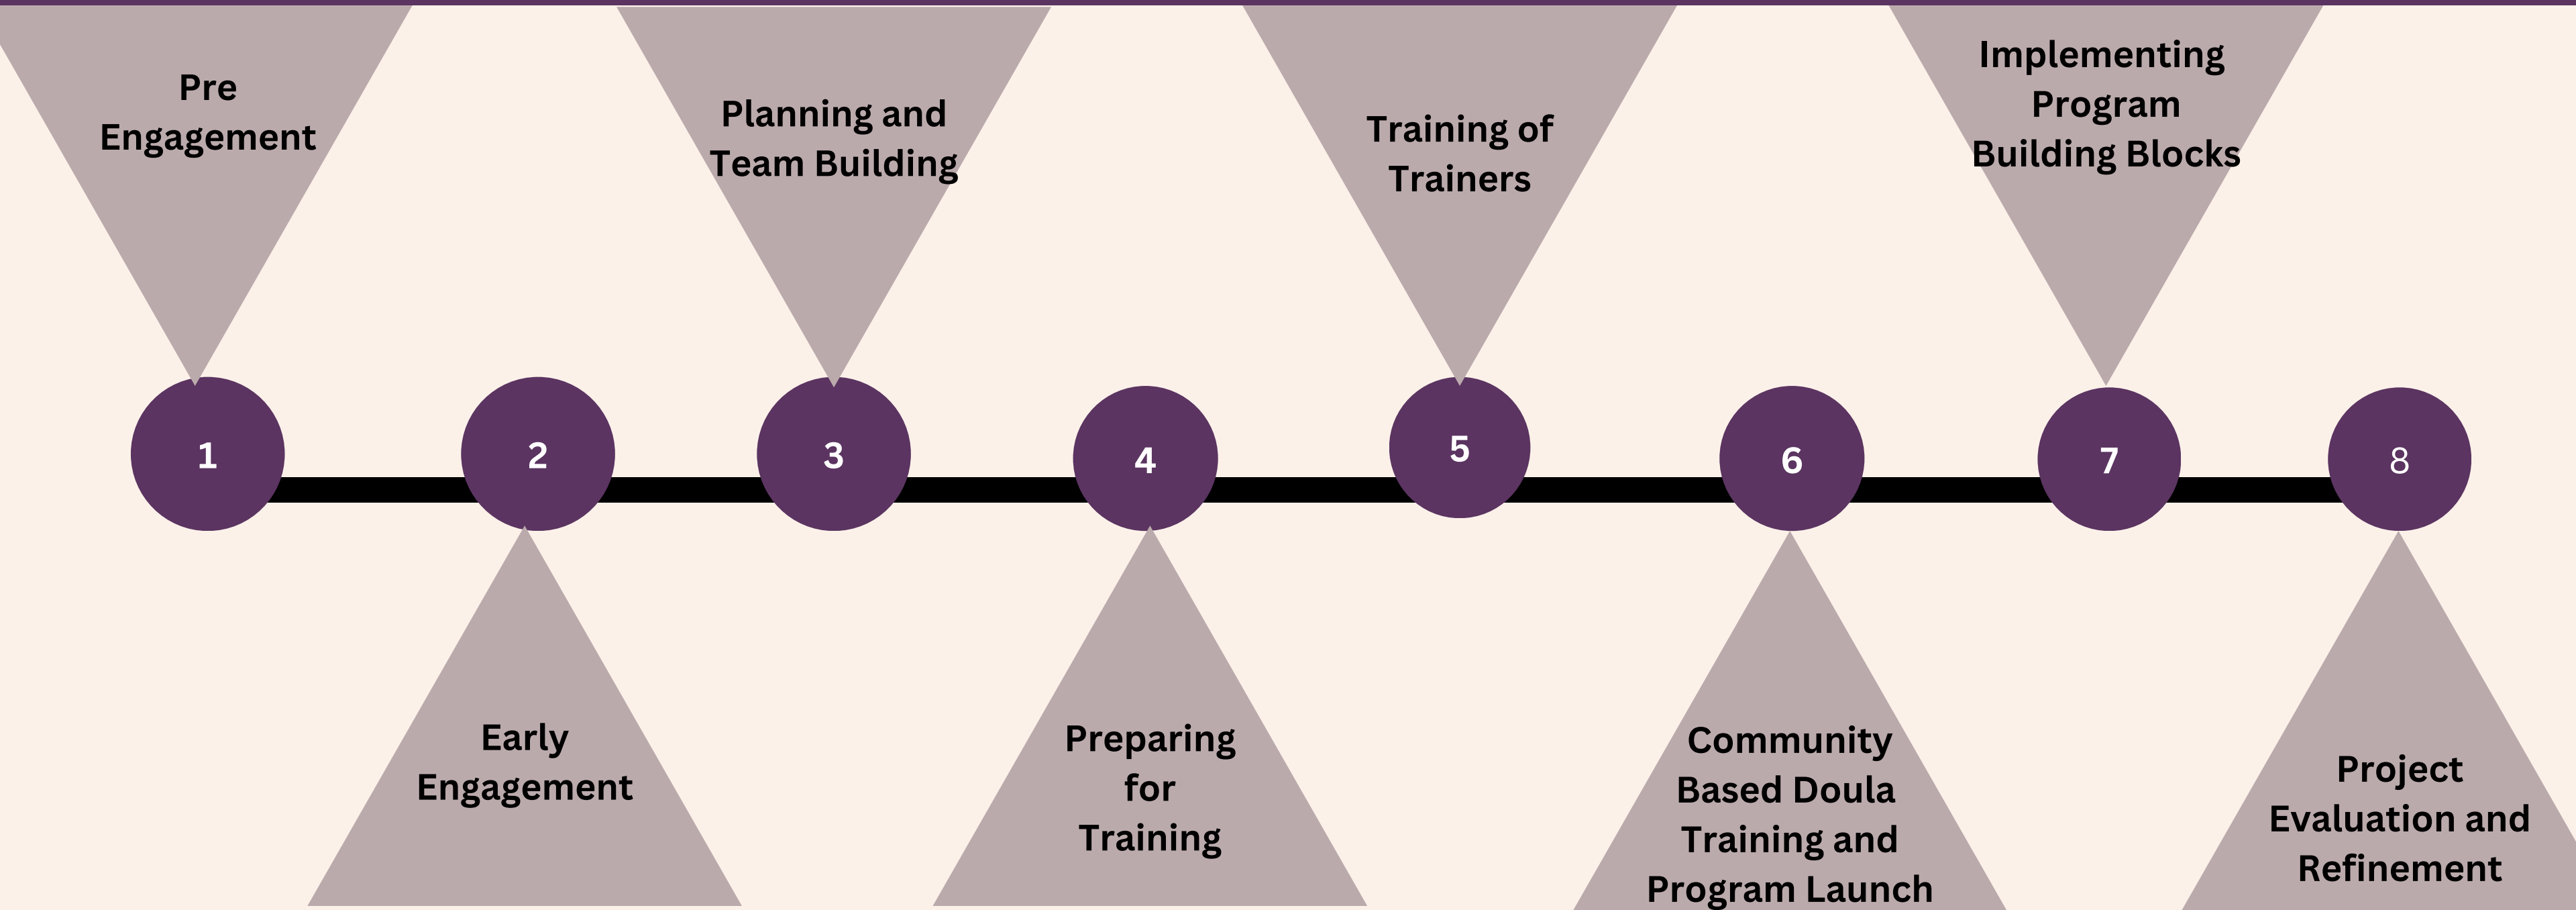 Pre
Engagement
Planning and
Team Building
Training of
Trainers
Implementing
Program
Building Blocks
1
2
3
4
5
6
7
8
Early
Engagement
Preparing
for
Training
Community
Based Doula
Training and
Program Launch
Project
Evaluation and
Refinement